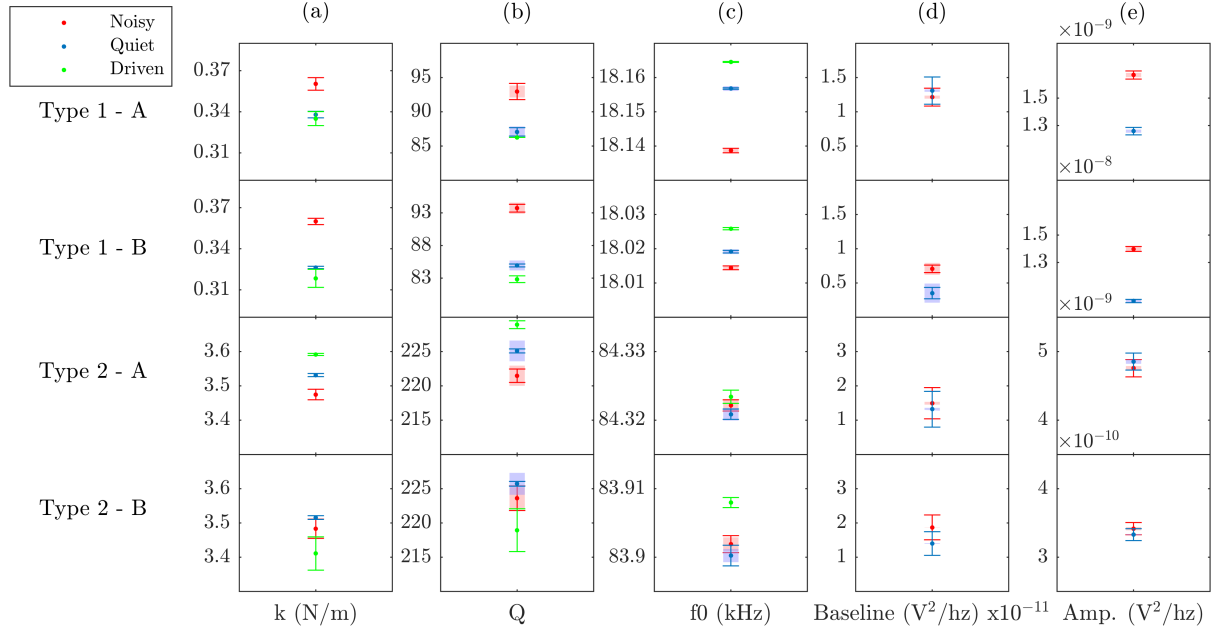 (a) (b) (c) (d) (e)
Noisy
Quiet
Driven
×10⁻⁹
Type 1 - A
0.37 95 18.16 1.5 1.5
0.34 90 18.15 1 1.3
0.31 85 18.14 0.5
×10⁻⁸
Type 1 - B
0.37 93 18.03 1.5 1.5
0.34 88 18.02 1 1.3
0.31 83 18.01 0.5
×10⁻⁹
Type 2 - A
3.6 225 84.33 3 5
3.5 220 2
3.4 215 84.32 1 4
×10⁻¹⁰
Type 2 - B
3.6 225 83.91 3 4
3.5 220 2
3.4 215 83.9 1 3
k (N/m) Q f0 (kHz) Baseline (V²/hz) x10⁻¹¹ Amp. (V²/hz)